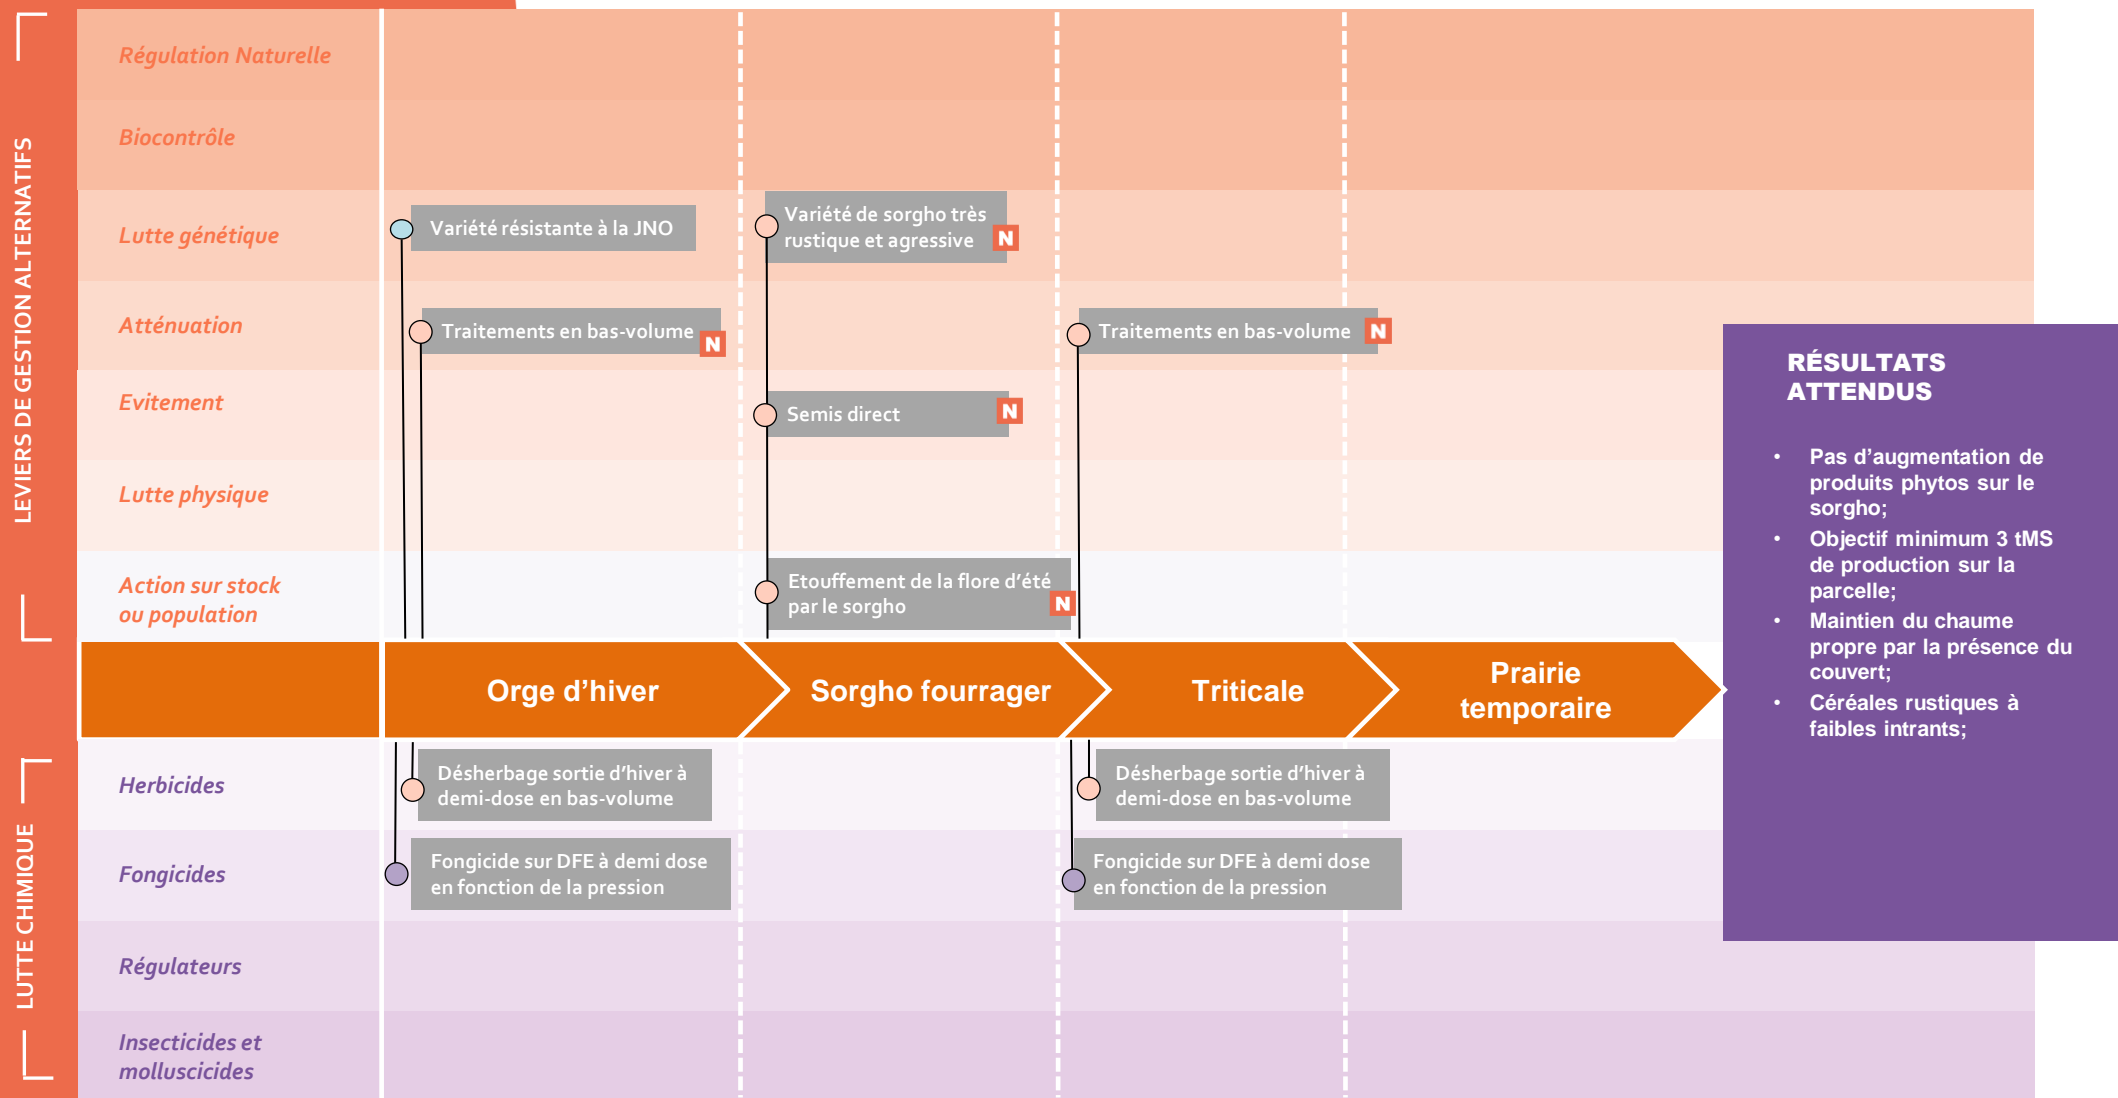 LEVIERS DE GESTION ALTERNATIFS
Régulation Naturelle
Biocontrôle
Lutte génétique
Variété résistante à la JNO
Variété de sorgho très
rustique et agressive
N
Atténuation
Traitements en bas-volume
N
Traitements en bas-volume
N
Evitement
Semis direct
N
Lutte physique
Action sur stock
ou population
Etouffement de la flore d’été
par le sorgho
N
Orge d’hiver
Sorgho fourrager
Triticale
Prairie
temporaire
LUTTE CHIMIQUE
Herbicides
Désherbage sortie d’hiver à
demi-dose en bas-volume
Désherbage sortie d’hiver à
demi-dose en bas-volume
Fongicides
Fongicide sur DFE à demi dose
en fonction de la pression
Fongicide sur DFE à demi dose
en fonction de la pression
Régulateurs
Insecticides et
molluscicides
RÉSULTATS
ATTENDUS
• Pas d’augmentation de
produits phytos sur le
sorgho;
• Objectif minimum 3 tMS
de production sur la
parcelle;
• Maintien du chaume
propre par la présence du
couvert;
• Céréales rustiques à
faibles intrants;